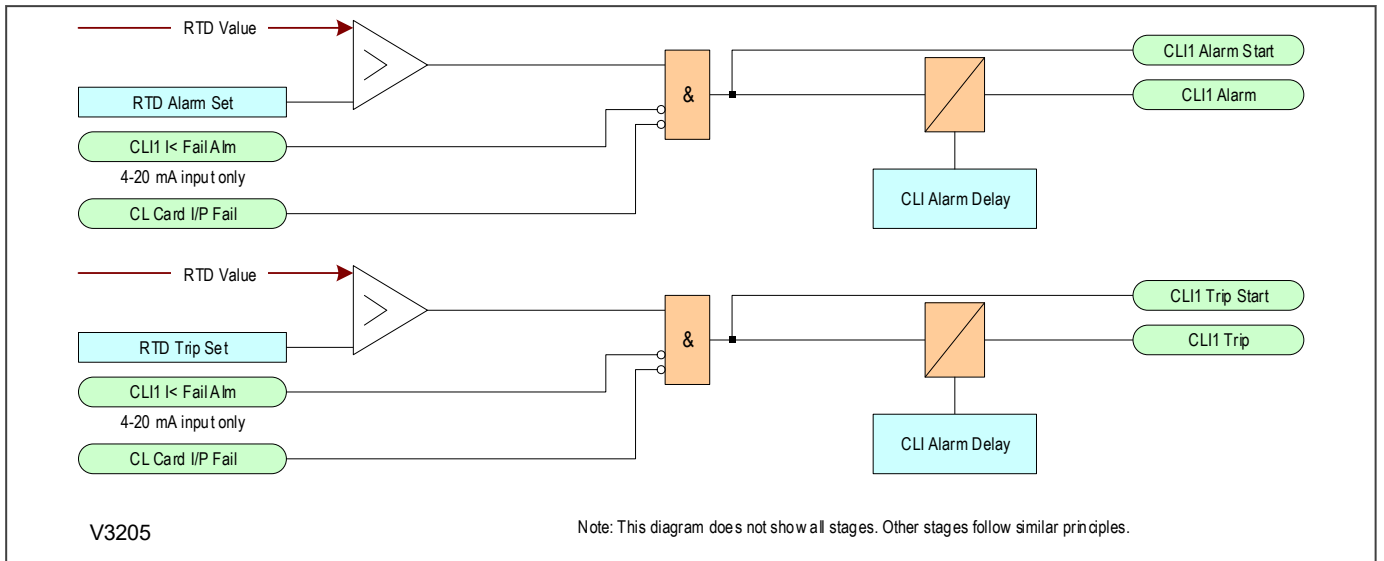 RTD Value
CLI1 Alarm Start
>
&
CLI1 Alarm
RTD Alarm Set
CLI1 I< Fail Alm
4-20 mA input only
CLI Alarm Delay
CL Card I/P Fail
RTD Value
CLI1 Trip Start
>
&
CLI1 Trip
RTD Trip Set
CLI1 I< Fail Alm
4-20 mA input only
CLI Alarm Delay
CL Card I/P Fail
V3205
Note: This diagram does not show all stages. Other stages follow similar principles.